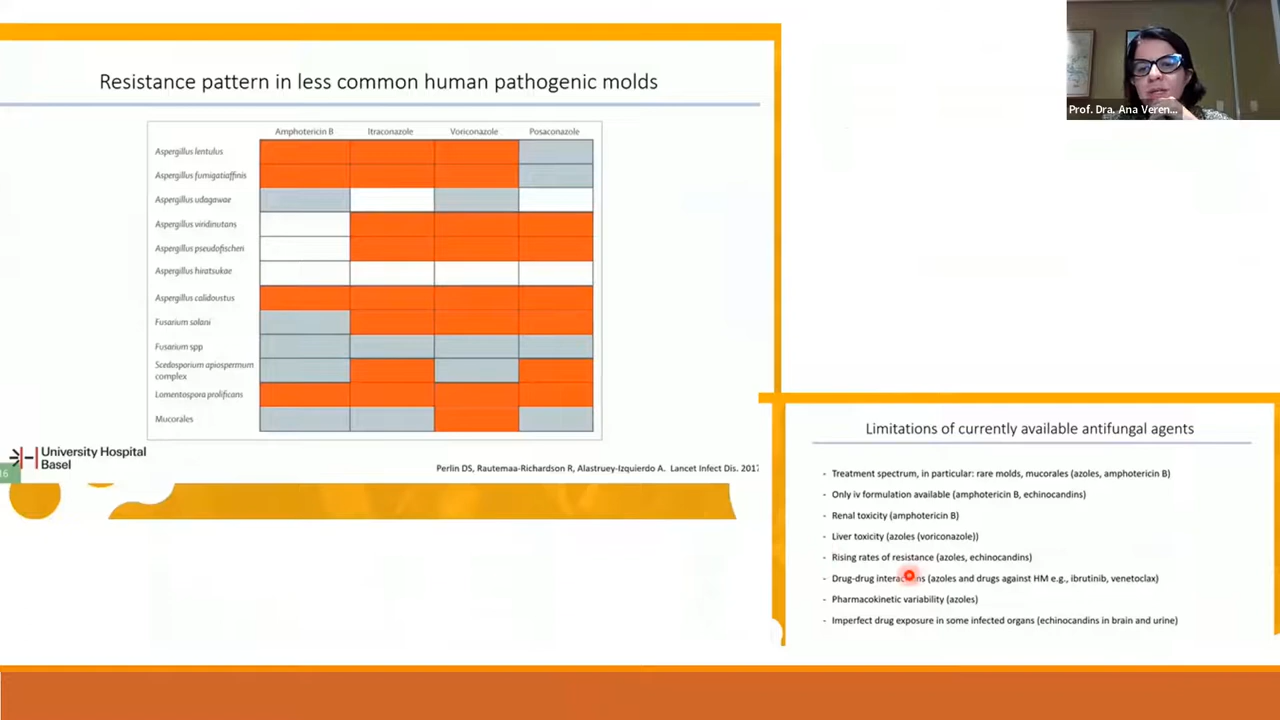 Resistance pattern in less common human pathogenic molds
Amphotericin B Itraconazole Voriconazole Posaconazole
Aspergillus lentulus
Aspergillus fumigatiaffinis
Aspergillus udagawae
Aspergillus viridinutans
Aspergillus pseudofischeri
Aspergillus hiratsukae
Aspergillus calidoustus
Fusarium solani
Fusarium spp
Scedosporium apiospermum
complex
Lomentospora prolificans
Mucorales
University Hospital
Basel
Perlin DS, Rautemaa-Richardson R, Alastruey-Izquierdo A. Lancet Infect Dis. 2017
Prof. Dra. Ana Veren...
Limitations of currently available antifungal agents
- Treatment spectrum, in particular: rare molds, mucorales (azoles, amphotericin B)
- Only iv formulation available (amphotericin B, echinocandins)
- Renal toxicity (amphotericin B)
- Liver toxicity (azoles (voriconazole))
- Rising rates of resistance (azoles, echinocandins)
- Drug-drug interactions (azoles and drugs against HM e.g., ibrutinib, venetoclax)
- Pharmacokinetic variability (azoles)
- Imperfect drug exposure in some infected organs (echinocandins in brain and urine)